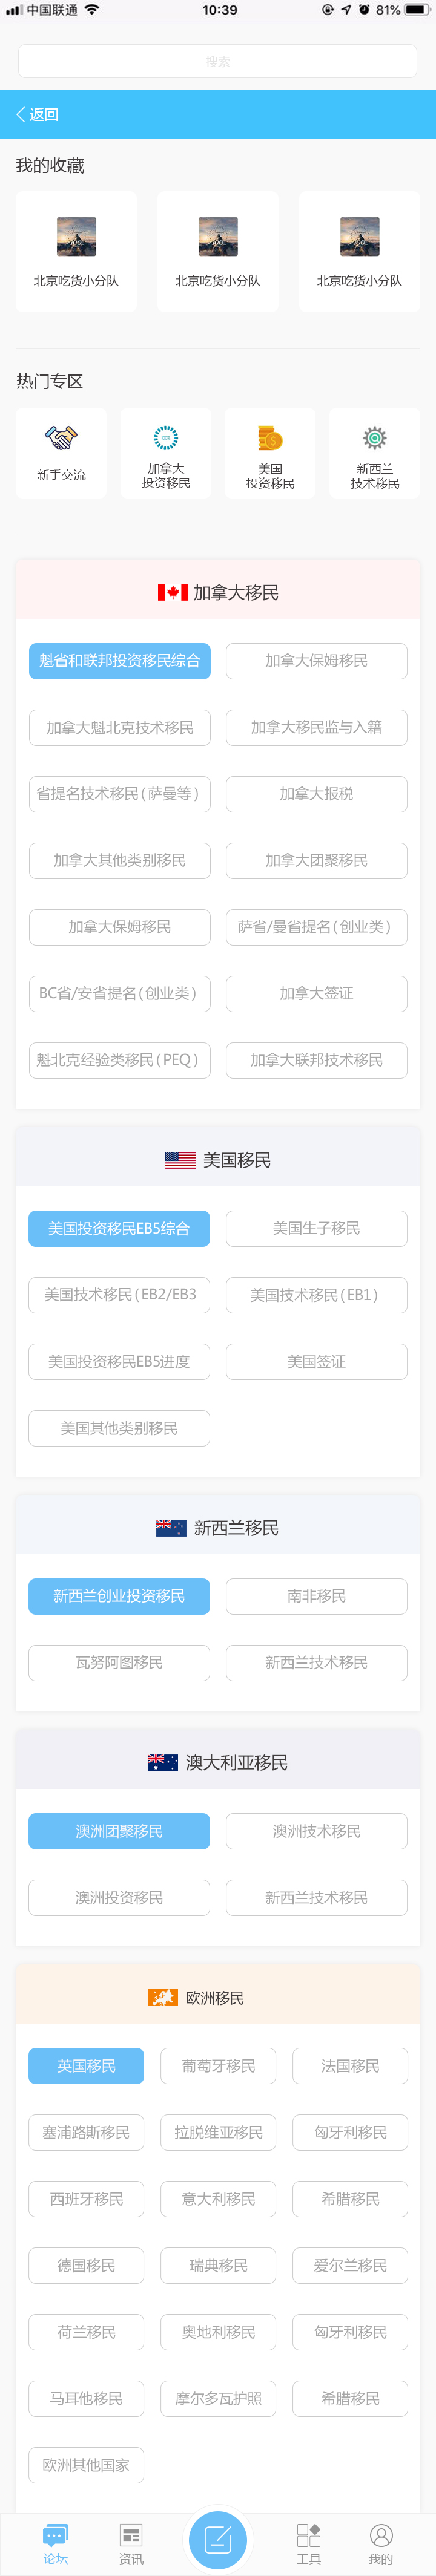 中国联通 10:39 81%
搜索
返回
我的收藏
北京吃货小分队 北京吃货小分队 北京吃货小分队
热门专区
新手交流 加拿大 美国 新西兰
投资移民 投资移民 技术移民
加拿大移民
魁省和联邦投资移民综合 加拿大保姆移民
加拿大魁北克技术移民 加拿大移民监与入籍
省提名技术移民(萨曼等) 加拿大报税
加拿大其他类别移民 加拿大团聚移民
加拿大保姆移民 萨省/曼省提名(创业类)
BC省/安省提名(创业类) 加拿大签证
魁北克经验类移民(PEQ) 加拿大联邦技术移民
美国移民
美国投资移民EB5综合 美国生子移民
美国技术移民(EB2/EB3 美国技术移民(EB1)
美国投资移民EB5进度 美国签证
美国其他类别移民
新西兰移民
新西兰创业投资移民 南非移民
瓦努阿图移民 新西兰技术移民
澳大利亚移民
澳洲团聚移民 澳洲技术移民
澳洲投资移民 新西兰技术移民
欧洲移民
英国移民 葡萄牙移民 法国移民
塞浦路斯移民 拉脱维亚移民 匈牙利移民
西班牙移民 意大利移民 希腊移民
德国移民 瑞典移民 爱尔兰移民
荷兰移民 奥地利移民 匈牙利移民
马耳他移民 摩尔多瓦护照 希腊移民
欧洲其他国家
论坛 资讯 工具 我的